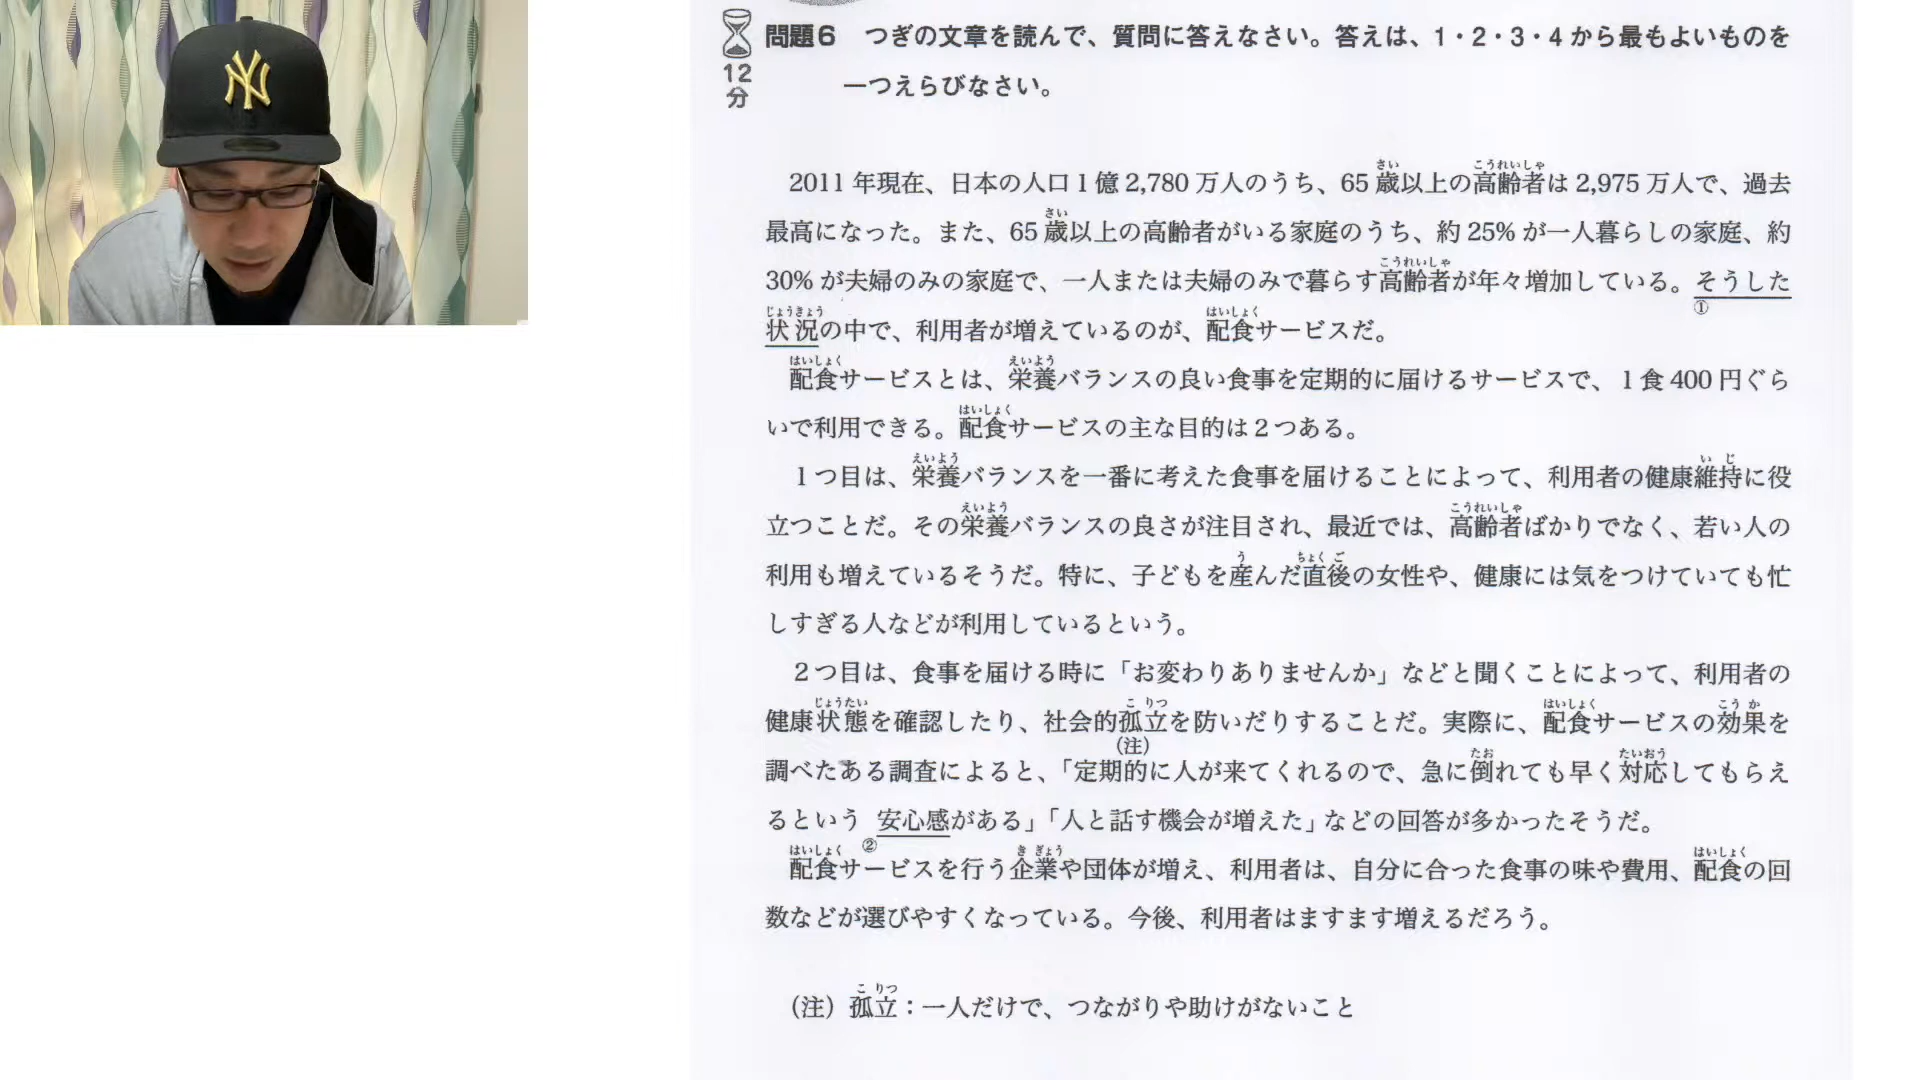 NY
12
分
問題6 つぎの文章を読んで、質問に答えなさい。答えは、1・2・3・4から最もよいものを
一つえらびなさい。
2011年現在、日本の人口1億2,780万人のうち、65歳以上の高齢者は2,975万人で、過去
最高になった。また、65歳以上の高齢者がいる家庭のうち、約25%が一人暮らしの家庭、約
30%が夫婦のみの家庭で、一人または夫婦のみで暮らす高齢者が年々増加している。そうした
①
状況の中で、利用者が増えているのが、配食サービスだ。
配食サービスとは、栄養バランスの良い食事を定期的に届けるサービスで、1食400円ぐら
いで利用できる。配食サービスの主な目的は2つある。
1つ目は、栄養バランスを一番に考えた食事を届けることによって、利用者の健康維持に役
立つことだ。その栄養バランスの良さが注目され、最近では、高齢者ばかりでなく、若い人の
利用も増えているそうだ。特に、子どもを産んだ直後の女性や、健康には気をつけていても忙
しすぎる人などが利用しているという。
2つ目は、食事を届ける時に「お変わりありませんか」などと聞くことによって、利用者の
健康状態を確認したり、社会的孤立を防いだりすることだ。実際に、配食サービスの効果を
(注)
調べたある調査によると、「定期的に人が来てくれるので、急に倒れても早く対応してもらえ
るという 安心感がある」「人と話す機会が増えた」などの回答が多かったそうだ。
②
配食サービスを行う企業や団体が増え、利用者は、自分に合った食事の味や費用、配食の回
数などが選びやすくなっている。今後、利用者はますます増えるだろう。
(注)孤立:一人だけで、つながりや助けがないこと